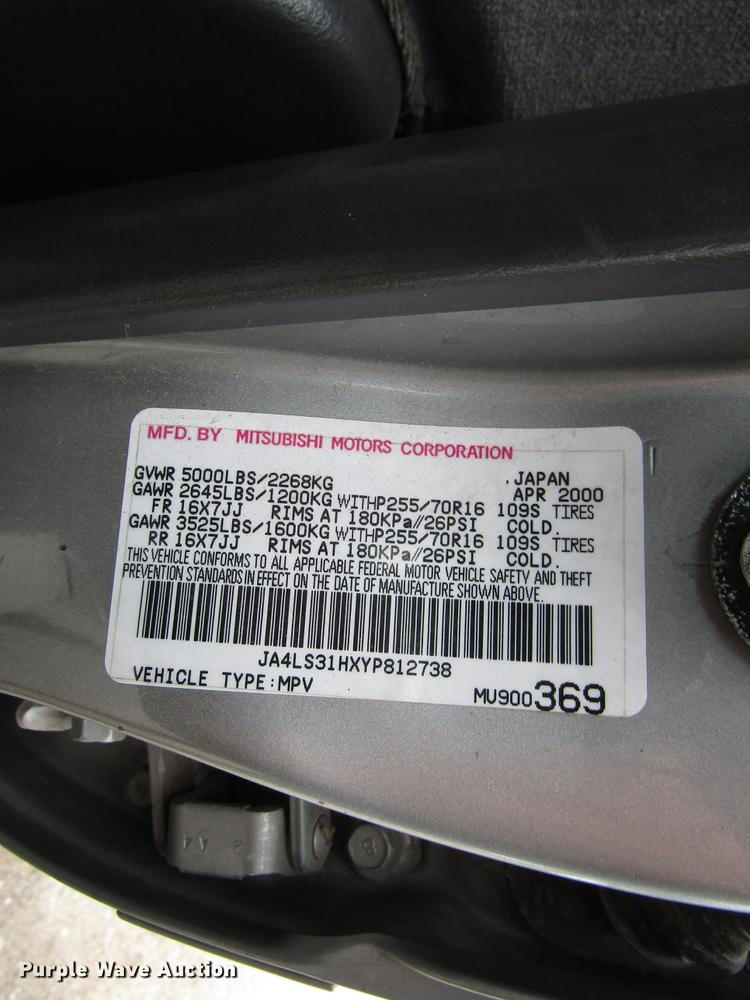 MFD. BY MITSUBISHI MOTORS CORPORATION
GVWR 5000LBS/2268KG .JAPAN
GAWR 2645LBS/1200KG WITHP255/70R16 109S TIRES APR 2000
FR 16X7JJ RIMS AT 180KPa//26PSI COLD.
GAWR 3525LBS/1600KG WITHP255/70R16 109S TIRES
RR 16X7JJ RIMS AT 180KPa//26PSI COLD.
THIS VEHICLE CONFORMS TO ALL APPLICABLE FEDERAL MOTOR VEHICLE SAFETY AND THEFT
PREVENTION STANDARDS IN EFFECT ON THE DATE OF MANUFACTURE SHOWN ABOVE.
JA4LS31HXYP812738
VEHICLE TYPE:MPV MU900369
8
Purple Wave Auction